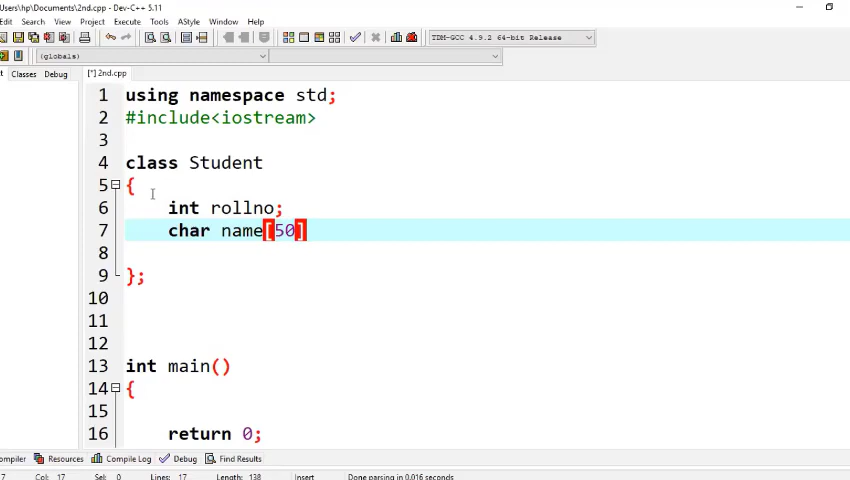 Users\hp\Documents\2nd.cpp - Dev-C++ 5.11
Edit Search View Project Execute Tools AStyle Window Help
TDM-GCC 4.9.2 64-bit Release
(globals)
Classes Debug [*] 2nd.cpp
1 using namespace std;
2 #include<iostream>
3
4 class Student
5 {
6 int rollno;
7 char name[50]
8
9 };
10
11
12
13 int main()
14 {
15
16 return 0;
ompiler Resources Compile Log Debug Find Results
7 Col: 17 Sel: 0 Lines: 17 Length: 138 Insert Done parsing in 0.016 seconds